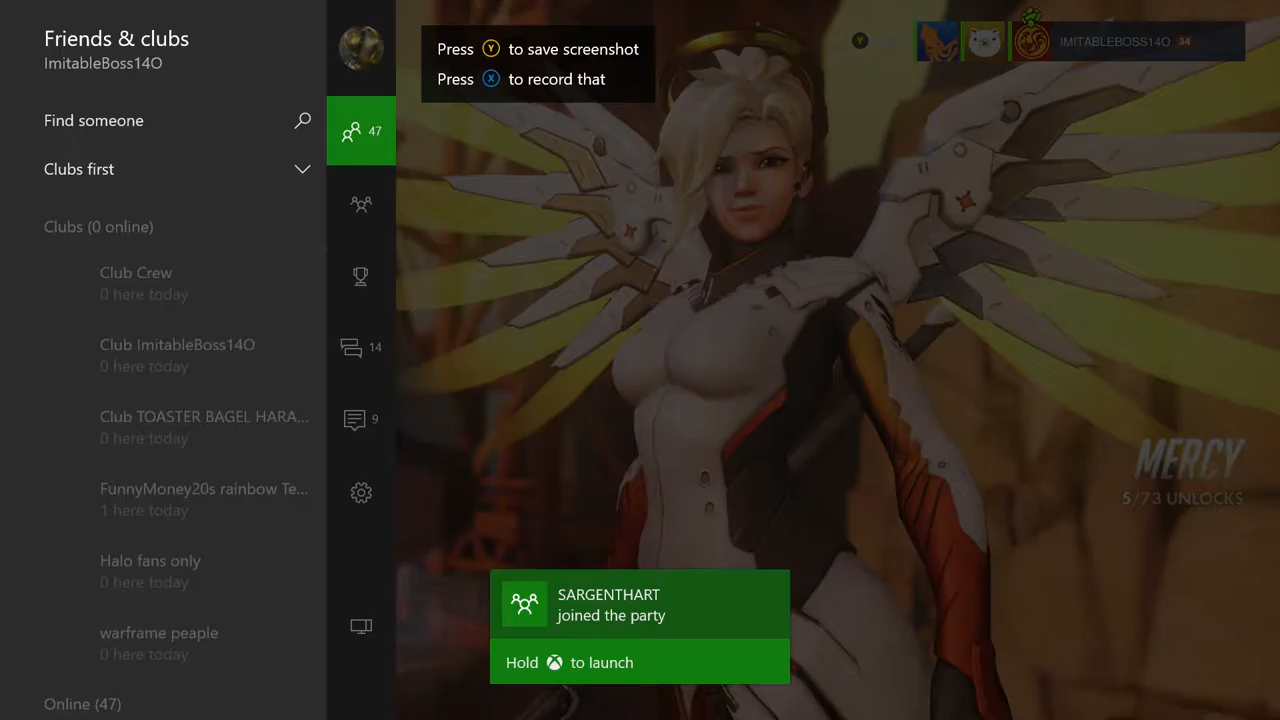 Friends & clubs
ImitableBoss14O
Find someone
Clubs first
Clubs (0 online)
Club Crew
0 here today
Club ImitableBoss14O
0 here today
Club TOASTER BAGEL HARA...
0 here today
FunnyMoney20s rainbow Te...
1 here today
Halo fans only
0 here today
warframe peaple
0 here today
Online (47)
47
14
9
Press Y to save screenshot
Press X to record that
Y
IMITABLEBOSS14O 34
MERCY
5/73 UNLOCKS
SARGENTHART
joined the party
Hold to launch